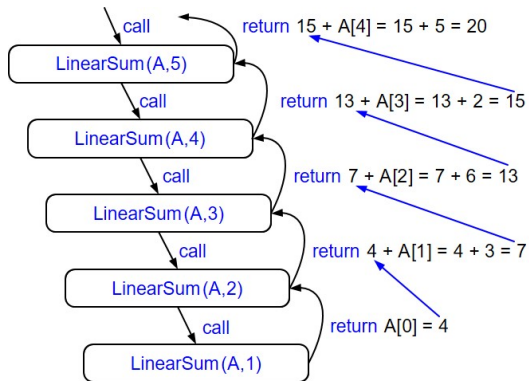 call
return 15 + A[4] = 15 + 5 = 20
LinearSum(A,5)
call
return 13 + A[3] = 13 + 2 = 15
LinearSum(A,4)
call
return 7 + A[2] = 7 + 6 = 13
LinearSum(A,3)
call
return 4 + A[1] = 4 + 3 = 7
LinearSum(A,2)
call
return A[0] = 4
LinearSum(A,1)